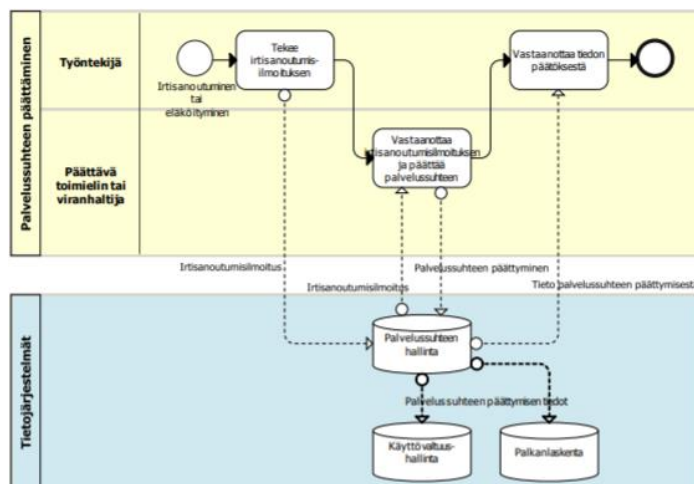 Palvelussuhteen päättäminen
Työntekijä
Irtisanoutuminen
tai
eläköityminen
Tekee
irtisanoutumis-
ilmoituksen
Vastaanottaa tiedon
päätöksestä
Päättävä
toimielin tai
viranhaltija
Vastaanottaa
irtisanoutumisilmoituksen
ja päättää
palvelussuhteen
Irtisanoutumisilmoitus
Irtisanoutumisilmoitus
Palvelussuhteen päättyminen
Tieto palvelussuhteen päättymisestä
Tietojärjestelmät
Palvelussuhteen
hallinta
Palvelussuhteen päättymisen tiedot
Käyttövaltuus-
hallinta
Palkanlaskenta